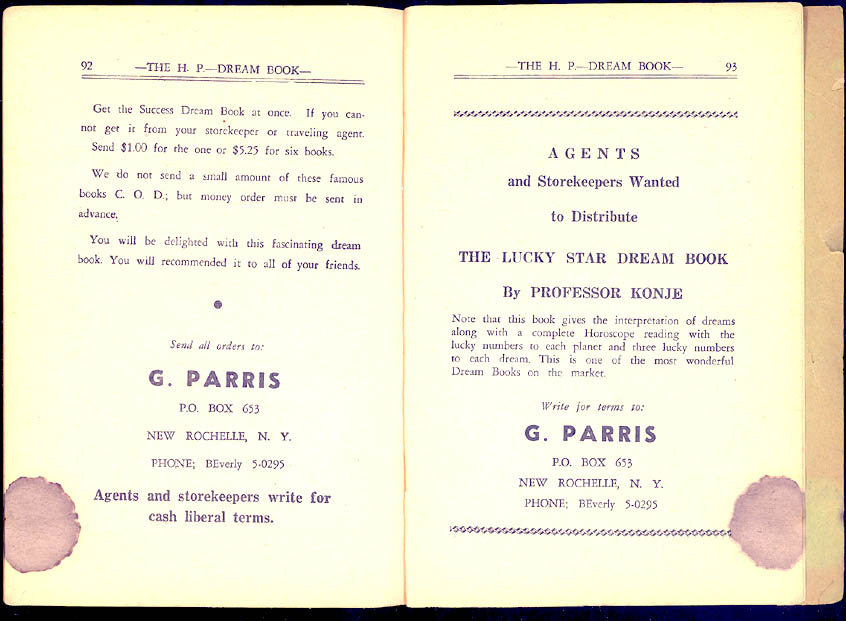 92 —THE H. P.—DREAM BOOK—
Get the Success Dream Book at once. If you can-
not get it from your storekeeper or traveling agent.
Send $1.00 for the one or $5.25 for six books.
We do not send a small amount of these famous
books C. O. D.; but money order must be sent in
advance.
You will be delighted with this fascinating dream
book. You will recommended it to all of your friends.
Send all orders to:
G. PARRIS
P.O. BOX 653
NEW ROCHELLE, N. Y.
PHONE; BEverly 5-0295
Agents and storekeepers write for
cash liberal terms.
—THE H. P.—DREAM BOOK— 93
AGENTS
and Storekeepers Wanted
to Distribute
THE LUCKY STAR DREAM BOOK
By PROFESSOR KONJE
Note that this book gives the interpretation of dreams
along with a complete Horoscope reading with the
lucky numbers to each planet and three lucky numbers
to each dream. This is one of the most wonderful
Dream Books on the market.
Write for terms to:
G. PARRIS
P.O. BOX 653
NEW ROCHELLE, N. Y.
PHONE; BEverly 5-0295